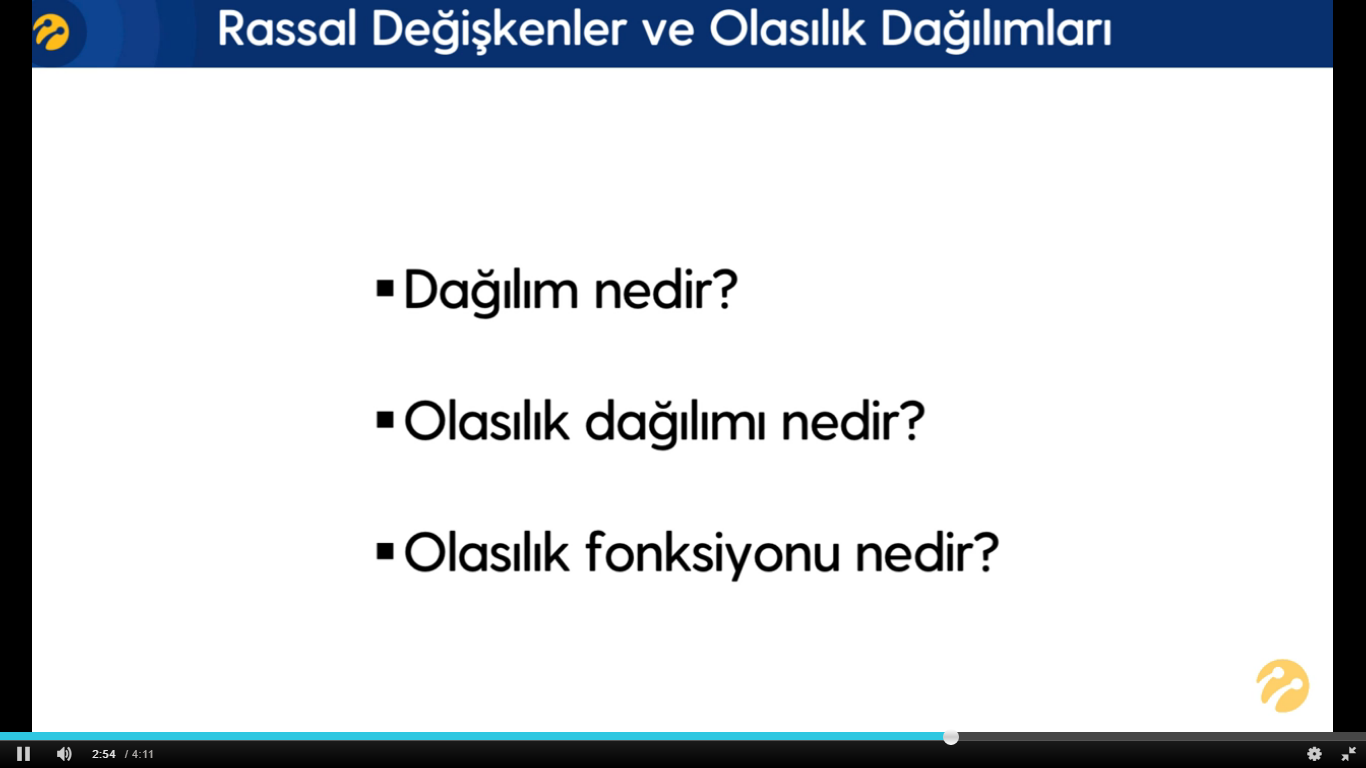 Rassal Değişkenler ve Olasılık Dağılımları
▪ Dağılım nedir?
▪ Olasılık dağılımı nedir?
▪ Olasılık fonksiyonu nedir?
2:54 / 4:11